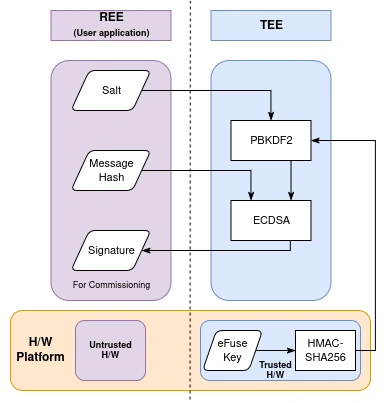 REE
(User application)
TEE
Salt
PBKDF2
Message
Hash
ECDSA
Signature
For Commissioning
H/W
Platform
Untrusted
H/W
eFuse
Key
Trusted
H/W
HMAC-
SHA256